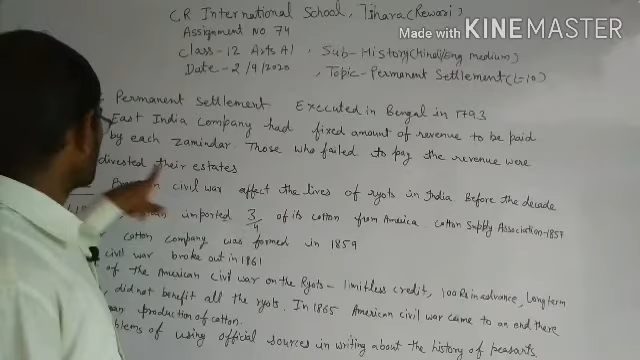 C.R International School, Tihara (Rewari)
Made with KINEMASTER
Assignment No 74
Class-12 Arts A1, Sub-History (Hindi/Eng medium)
Date-2/9/2020, Topic-Permanent Settlement (L=10)
Permanent Settlement Executed in Bengal in 1793
East India Company had fixed amount of revenue to be paid
by each zamindar. Those who failed to pay the revenue were
divested their estates
civil war affect the lives of ryots in India Before the decade
imported 3/4 of its cotton from America. Cotton Supply Association-1857
cotton company was formed in 1859
civil war broke out in 1861
of the American civil war on the Ryots- limitless credit, 100 Rs in advance, Long term
did not benefit all the ryots. In 1865 American civil war came to an end there
production of cotton.
of using official sources in writing about the history of peasants